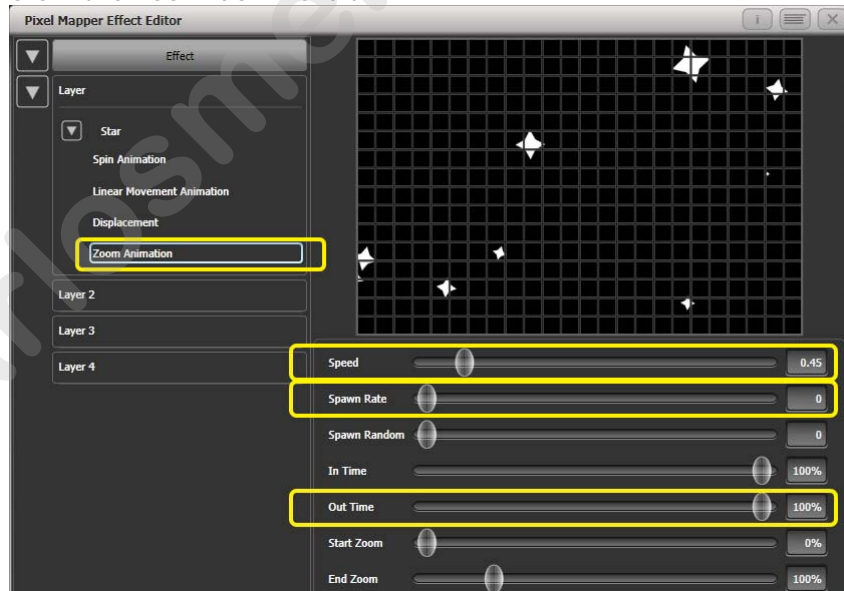 Pixel Mapper Effect Editor
i
Effect
Layer
Star
Spin Animation
Linear Movement Animation
Displacement
Zoom Animation
Layer 2
Layer 3
Layer 4
Speed 0.45
Spawn Rate 0
Spawn Random 0
In Time 100%
Out Time 100%
Start Zoom 0%
End Zoom 100%